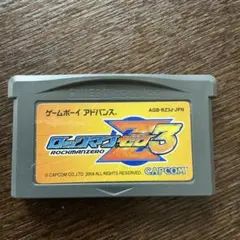 ゲームボーイ アドバンス
AGB-BZ3J-JPN
ロックマン ゼロ3
ROCKMANZERO
© CAPCOM CO., LTD. 2004 ALL RIGHTS RESERVED.
CAPCOM